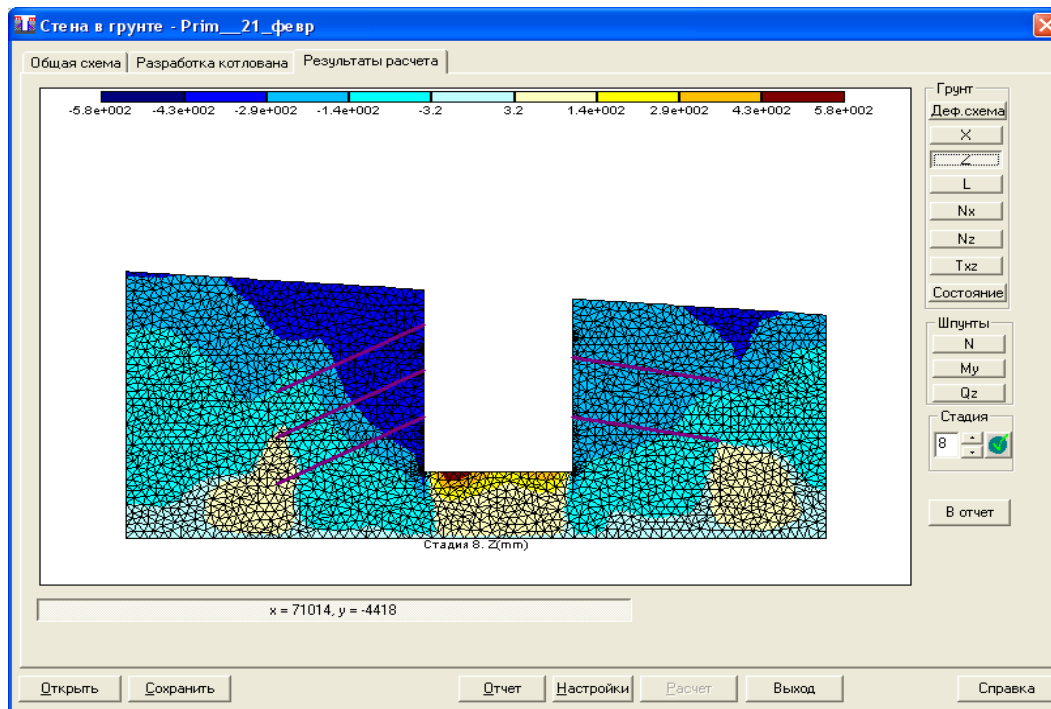 Стена в грунте - Prim__21_февр
Общая схема
Разработка котлована
Результаты расчета
-5.8e+002 -4.3e+002 -2.9e+002 -1.4e+002 -3.2 3.2 1.4e+002 2.9e+002 4.3e+002 5.8e+002
Стадия 8. Z(mm)
Грунт
Деф.схема
X
Z
L
Nx
Nz
Txz
Состояние
Шпунты
N
My
Qz
Стадия
8
В отчет
x = 71014, y = -4418
Открыть
Сохранить
Отчет
Настройки
Расчет
Выход
Справка